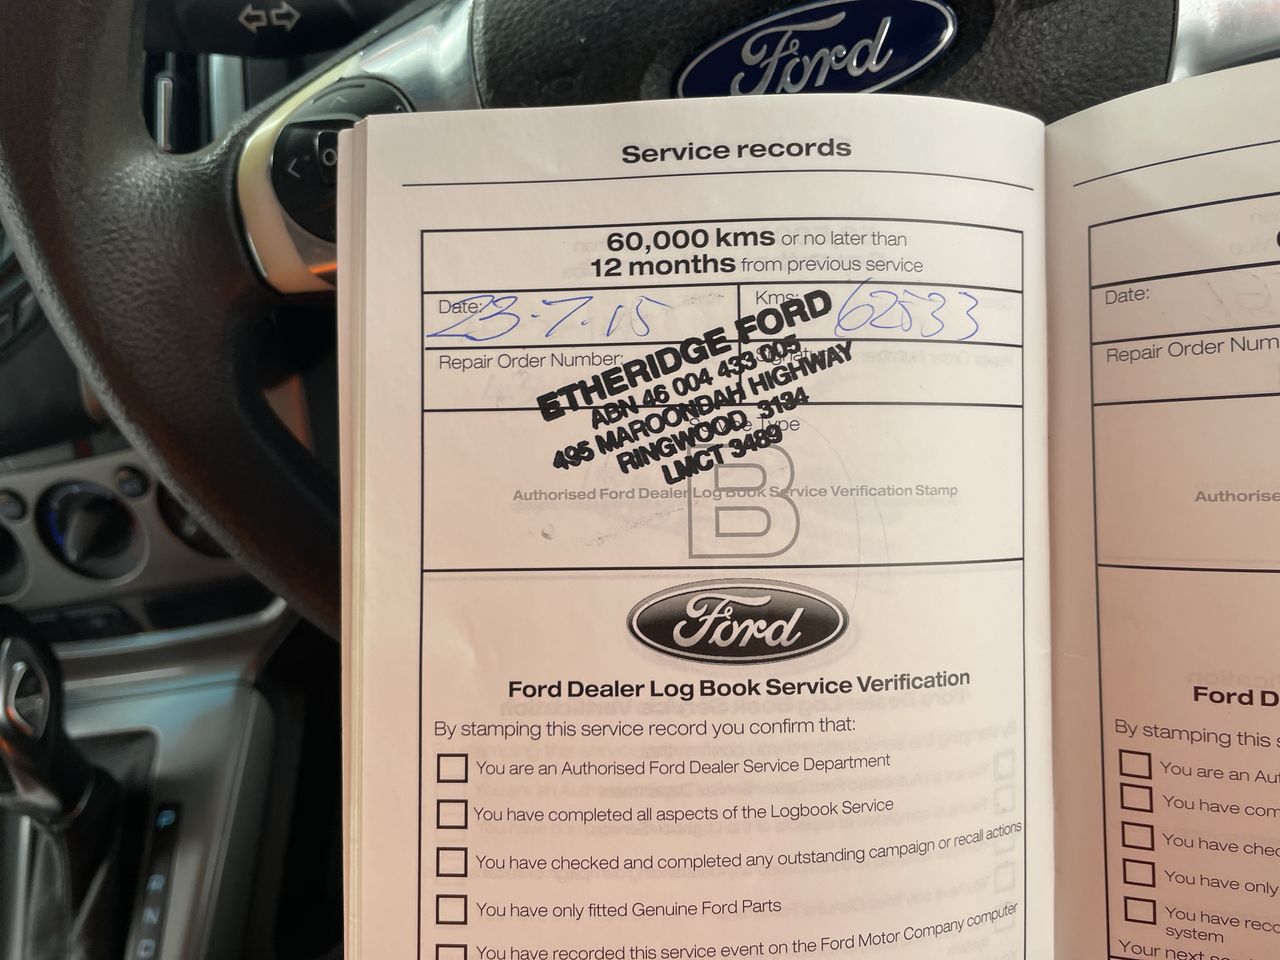 Ford
Service records
60,000 kms or no later than
12 months from previous service
Date: 23-7-15
Kms: 62533
Repair Order Number:
ETHERIDGE FORD
ABN 46 004 433 005
495 MAROONDAH HIGHWAY
RINGWOOD 3134
LMCT 3489
Type
B
Authorised Ford Dealer Log Book Service Verification Stamp
Ford
Ford Dealer Log Book Service Verification
By stamping this service record you confirm that:
You are an Authorised Ford Dealer Service Department
You have completed all aspects of the Logbook Service
You have checked and completed any outstanding campaign or recall actions
You have only fitted Genuine Ford Parts
You have recorded this service event on the Ford Motor Company computer
Date:
Repair Order Num
Authorise
Ford D
By stamping this s
You are an Aut
You have com
You have chec
You have only
You have reco
system
Your next
P
R
N
D